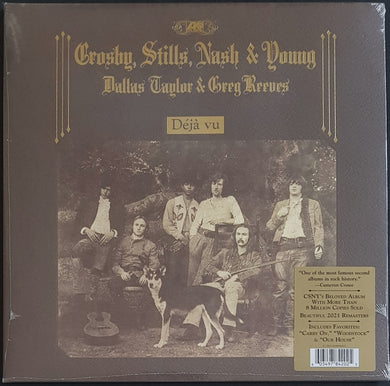 Crosby, Stills, Nash & Young
Dallas Taylor & Greg Reeves
Déjà vu
"One of the most famous second
albums in rock history."
—Cameron Crowe
CSNY's Beloved Album
With More Than
8 Million Copies Sold
Beautiful 2021 Remasters
Includes Favorites:
"Carry On," "Woodstock"
& "Our House"